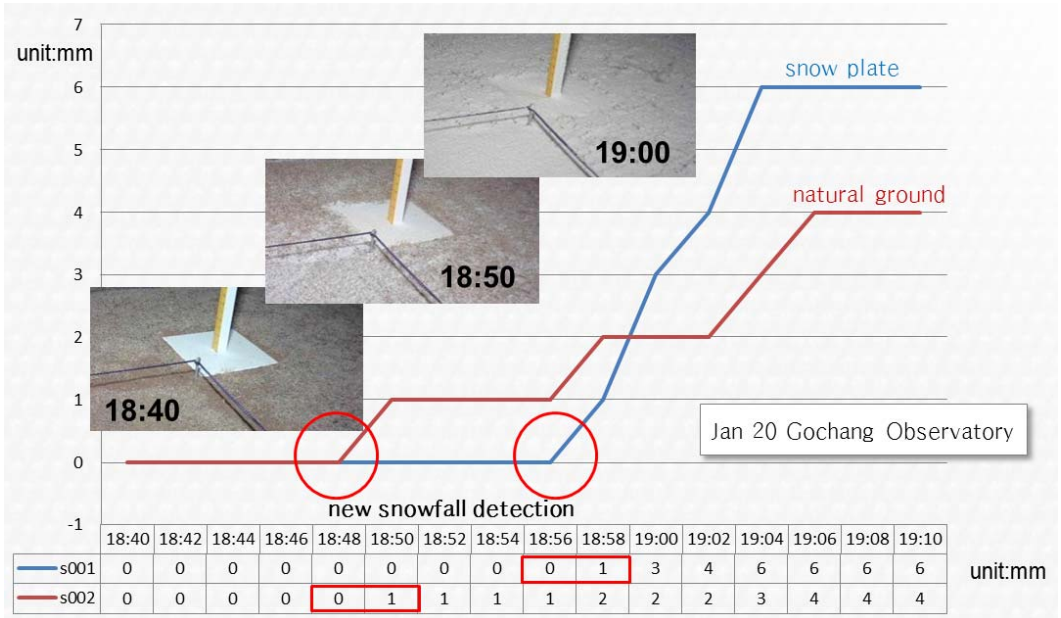 7
unit:mm
6
5
4
3
2
1
0
-1
snow plate
natural ground
19:00
18:50
18:40
Jan 20 Gochang Observatory
new snowfall detection
18:40 18:42 18:44 18:46 18:48 18:50 18:52 18:54 18:56 18:58 19:00 19:02 19:04 19:06 19:08 19:10
s001 0 0 0 0 0 0 0 0 0 1 3 4 6 6 6 6
unit:mm
s002 0 0 0 0 0 1 1 1 1 2 2 2 3 4 4 4